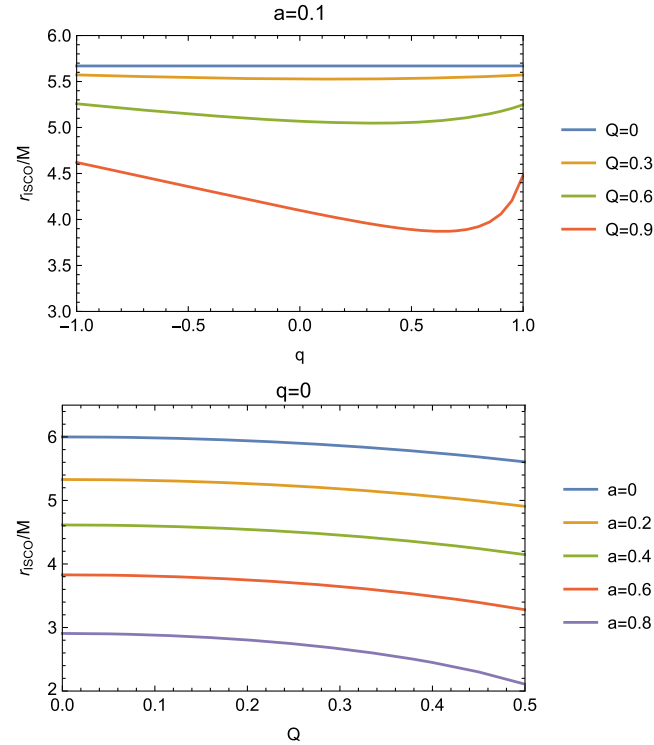 a=0.1
6.0
5.5
5.0
4.5
4.0
3.5
3.0
r_ISCO/M
−1.0 −0.5 0.0 0.5 1.0
q
Q=0
Q=0.3
Q=0.6
Q=0.9
q=0
6
5
4
3
2
r_ISCO/M
0.0 0.1 0.2 0.3 0.4 0.5
Q
a=0
a=0.2
a=0.4
a=0.6
a=0.8